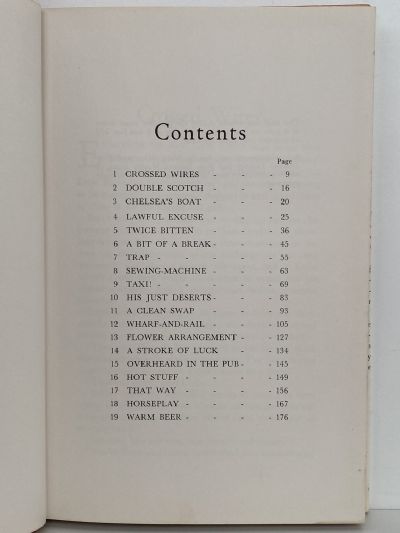 Contents
Page
1 CROSSED WIRES - - - 9
2 DOUBLE SCOTCH - - - 16
3 CHELSEA'S BOAT - - - 20
4 LAWFUL EXCUSE - - - 25
5 TWICE BITTEN - - - 36
6 A BIT OF A BREAK - - - 45
7 TRAP - - - - - 55
8 SEWING-MACHINE - - - 63
9 TAXI! - - - - - 69
10 HIS JUST DESERTS - - - 83
11 A CLEAN SWAP - - - 93
12 WHARF-AND-RAIL - - - 105
13 FLOWER ARRANGEMENT - - 127
14 A STROKE OF LUCK - - - 134
15 OVERHEARD IN THE PUB - - 145
16 HOT STUFF - - - - 149
17 THAT WAY - - - - 156
18 HORSEPLAY - - - - 167
19 WARM BEER - - - - 176